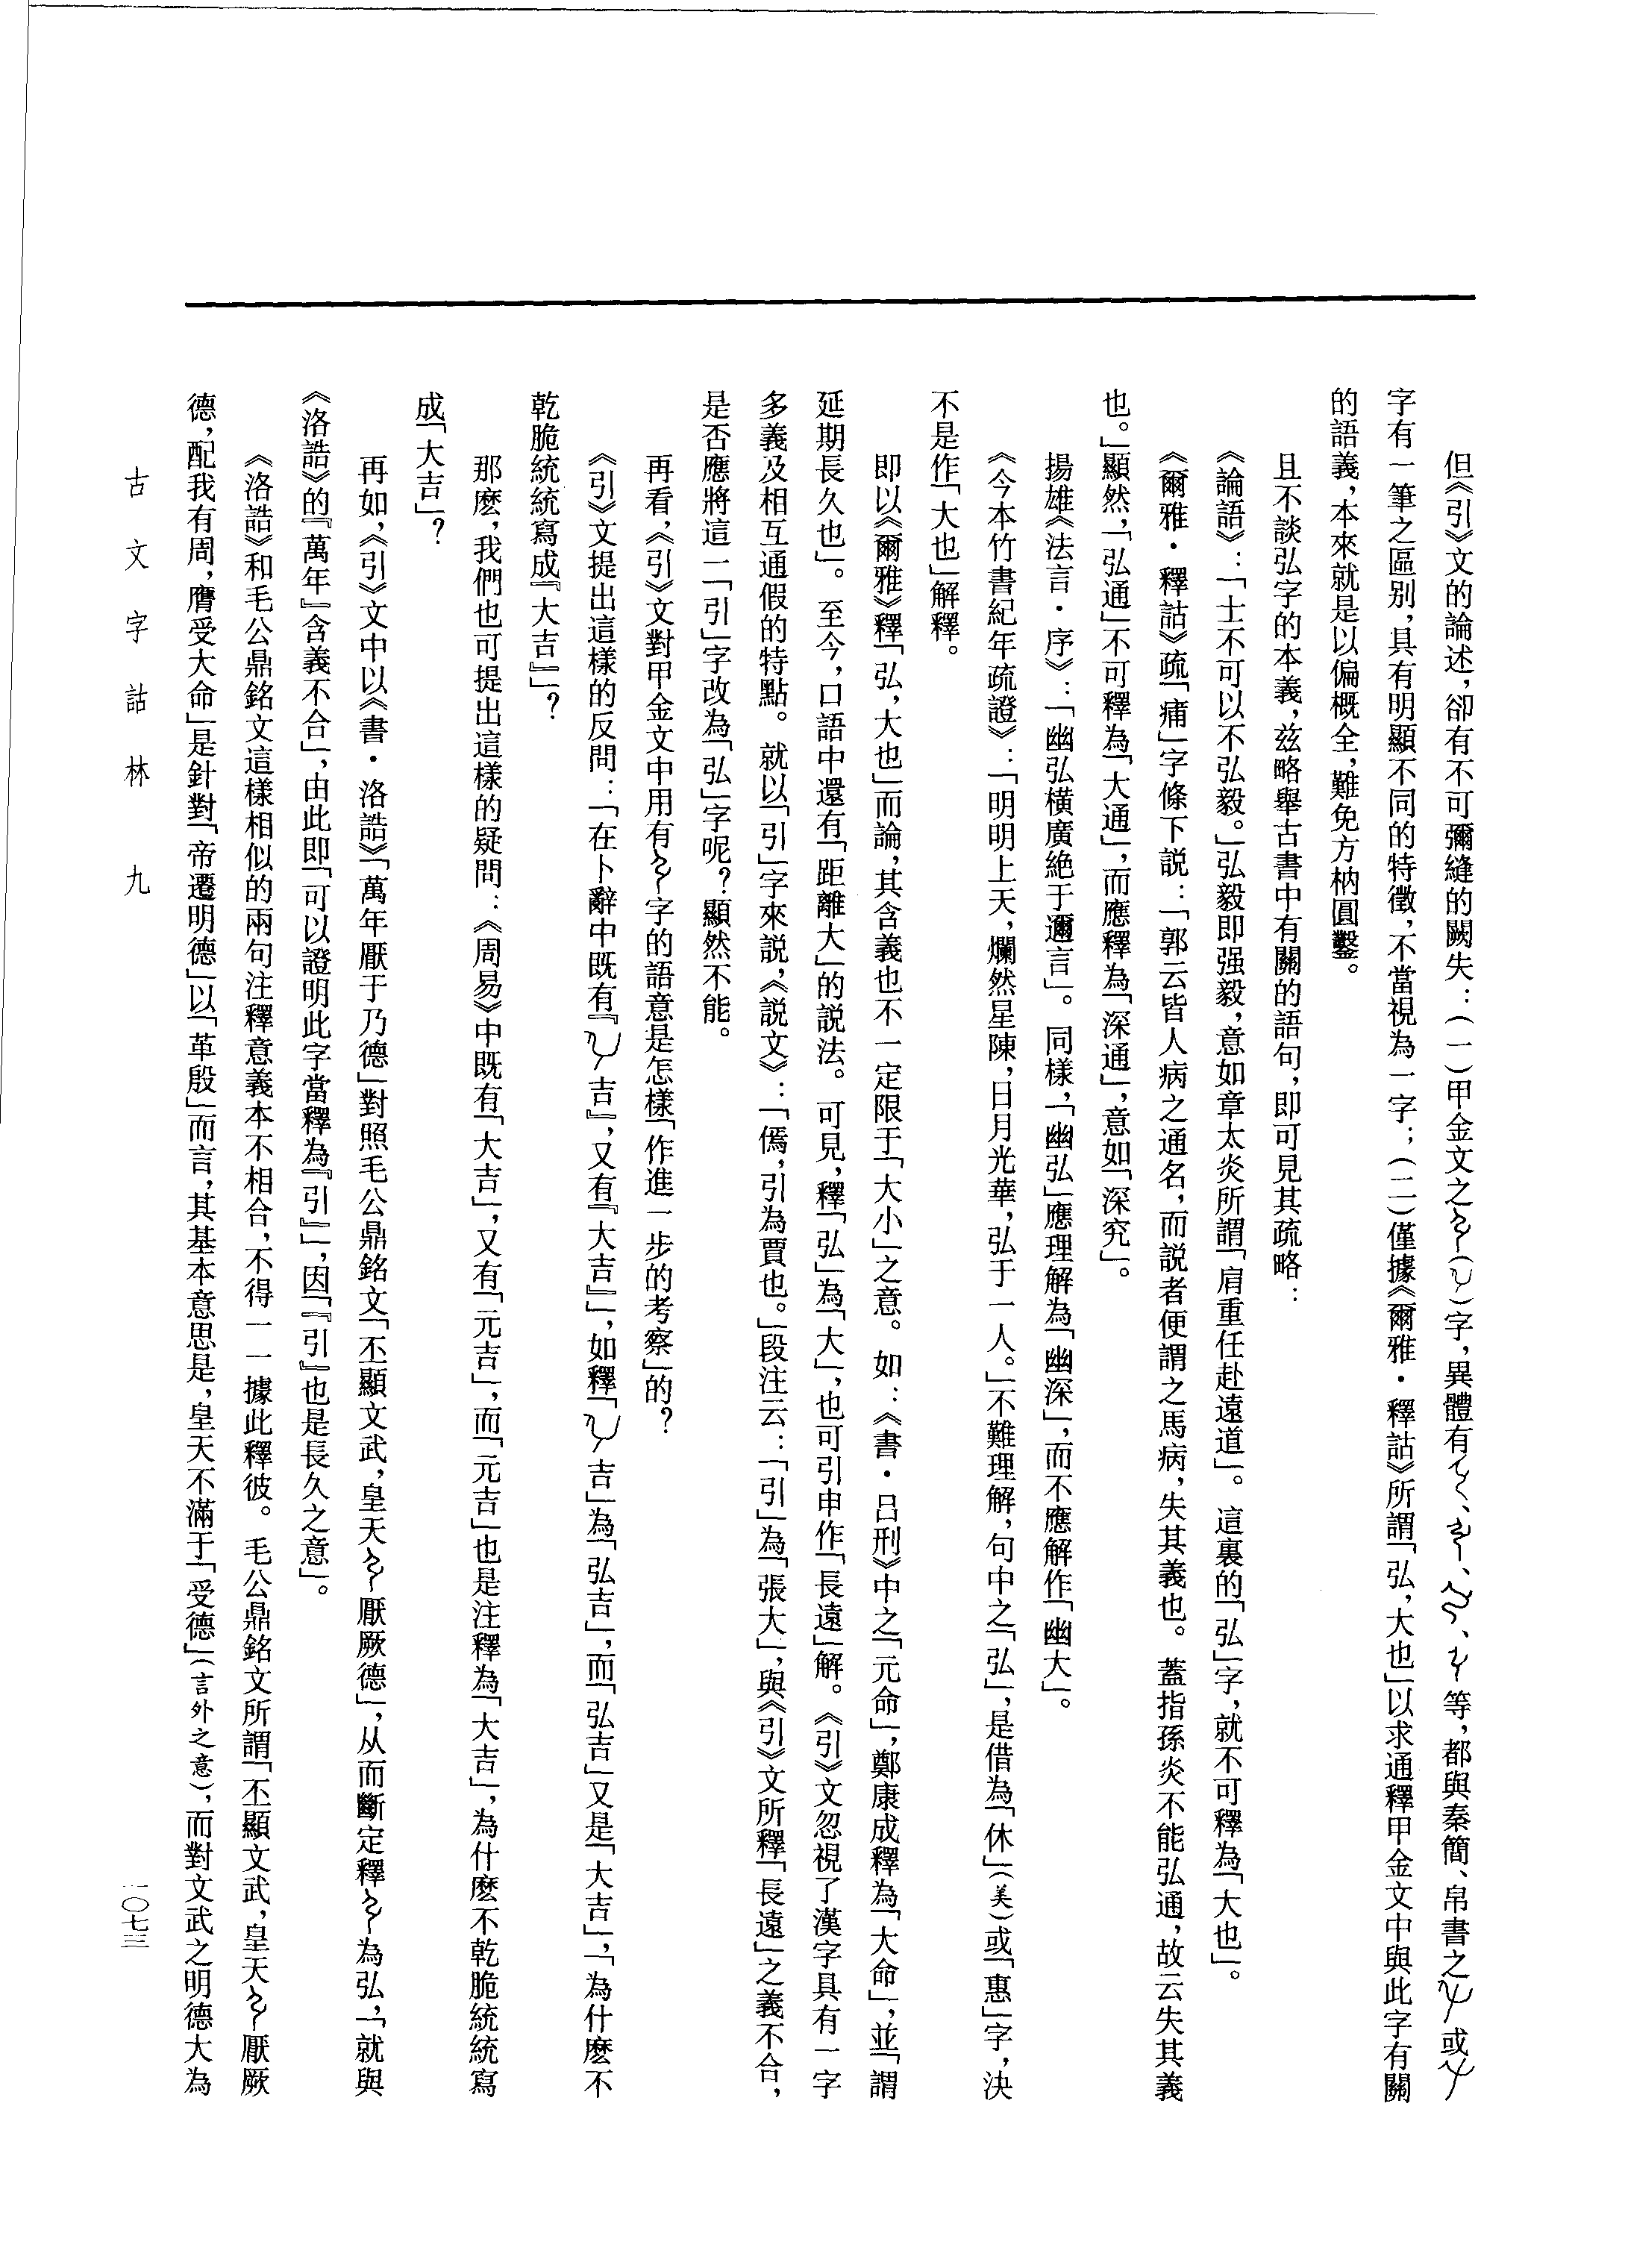 但《引》文的論述，卻有不可彌縫的闕失：（一）甲金文之（）字，異體有、、、等，都與秦簡、帛書之或
字有一筆之區别，具有明顯不同的特徵，不當視為一字；（二）僅據《爾雅·釋詁》所謂「弘，大也」以求通釋甲金文中與此字有關
的語義，本來就是以偏概全，難免方枘圓鑿。
且不談弘字的本義，兹略舉古書中有關的語句，即可見其疏略：
《論語》：「士不可以不弘毅。」弘毅即强毅，意如章太炎所謂「肩重任赴遠道」。這裏的「弘」字，就不可釋為「大也」。
《爾雅·釋詁》疏「痡」字條下説：「郭云皆人病之通名，而説者便謂之馬病，失其義也。蓋指孫炎不能弘通，故云失其義
也。」顯然，「弘通」不可釋為「大通」，而應釋為「深通」，意如「深究」。
揚雄《法言·序》：「幽弘橫廣絶于邇言」。同樣，「幽弘」應理解為「幽深」，而不應解作「幽大」。
《今本竹書紀年疏證》：「明明上天，爛然星陳，日月光華，弘于一人。」不難理解，句中之「弘」，是借為「休」（美）或「惠」字，決
不是作「大也」解釋。
即以《爾雅》釋「弘，大也」而論，其含義也不一定限于「大小」之意。如：《書·吕刑》中之「元命」，鄭康成釋為「大命」，並「謂
延期長久也」。至今，口語中還有「距離大」的説法。可見，釋「弘」為「大」，也可引申作「長遠」解。《引》文忽視了漢字具有一字
多義及相互通假的特點。就以「引」字來説，《説文》：「傿，引為賈也。」段注云：「引」為「張大」，與《引》文所釋「長遠」之義不合，
是否應將這一「引」字改為「弘」字呢？顯然不能。
再看，《引》文對甲金文中用有字的語意是怎樣「作進一步的考察」的？
《引》文提出這樣的反問：「在卜辭中既有『吉』，又有『大吉』」，如釋「吉」為「弘吉」，而「弘吉」又是「大吉」，「為什麽不
乾脆統統寫成『大吉』」？
那麽，我們也可提出這樣的疑問：《周易》中既有「大吉」，又有「元吉」，而「元吉」也是注釋為「大吉」，為什麽不乾脆統統寫
成「大吉」？
再如，《引》文中以《書·洛誥》「萬年厭于乃德」對照毛公鼎銘文「丕顯文武，皇天厭厥德」，从而斷定釋為弘，「就與
《洛誥》的『萬年』含義不合」，由此即「可以證明此字當釋為『引』」，因「『引』也是長久之意」。
《洛誥》和毛公鼎銘文這樣相似的兩句注釋意義本不相合，不得一一據此釋彼。毛公鼎銘文所謂「丕顯文武，皇天厭厥
德，配我有周，膺受大命」是針對「帝遷明德」以「革殷」而言，其基本意思是，皇天不滿于「受德」（言外之意），而對文武之明德大為
古文字詁林 九
一〇七三